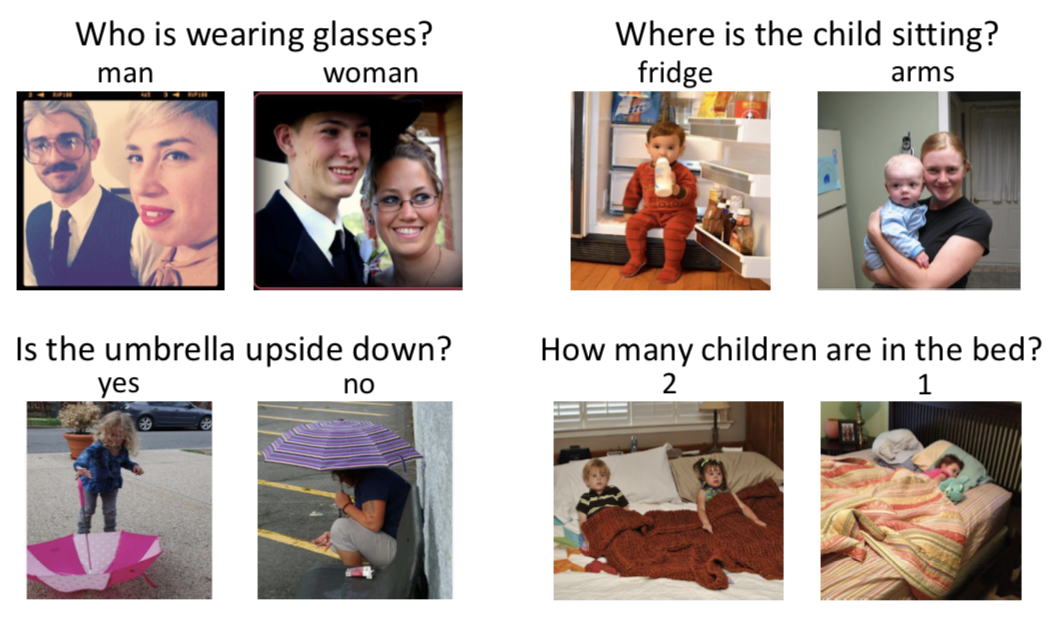 Who is wearing glasses?
man
woman
Where is the child sitting?
fridge
arms
Is the umbrella upside down?
yes
no
How many children are in the bed?
2
1